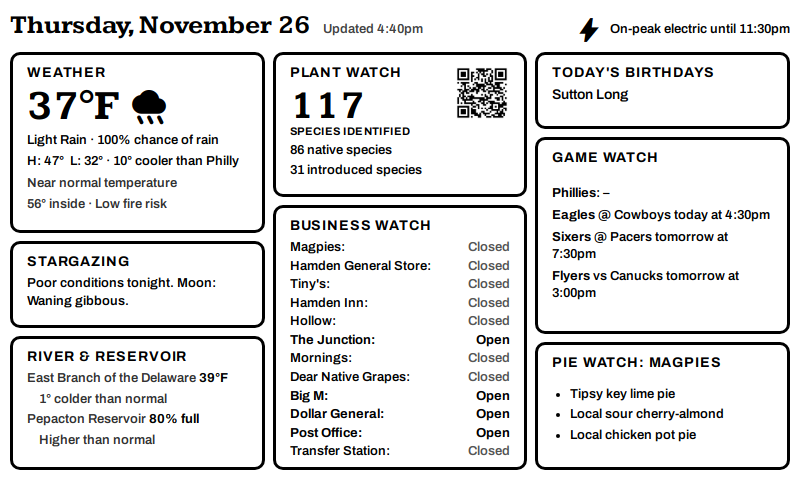 Thursday, November 26 Updated 4:40pm
On-peak electric until 11:30pm
WEATHER
37°F
Light Rain · 100% chance of rain
H: 47° L: 32° · 10° cooler than Philly
Near normal temperature
56° inside · Low fire risk
STARGAZING
Poor conditions tonight. Moon:
Waning gibbous.
RIVER & RESERVOIR
East Branch of the Delaware 39°F
1° colder than normal
Pepacton Reservoir 80% full
Higher than normal
PLANT WATCH
117
SPECIES IDENTIFIED
86 native species
31 introduced species
BUSINESS WATCH
Magpies: Closed
Hamden General Store: Closed
Tiny's: Closed
Hamden Inn: Closed
Hollow: Closed
The Junction: Open
Mornings: Closed
Dear Native Grapes: Closed
Big M: Open
Dollar General: Open
Post Office: Open
Transfer Station: Closed
TODAY'S BIRTHDAYS
Sutton Long
GAME WATCH
Phillies: –
Eagles @ Cowboys today at 4:30pm
Sixers @ Pacers tomorrow at
7:30pm
Flyers vs Canucks tomorrow at
3:00pm
PIE WATCH: MAGPIES
• Tipsy key lime pie
• Local sour cherry-almond
• Local chicken pot pie